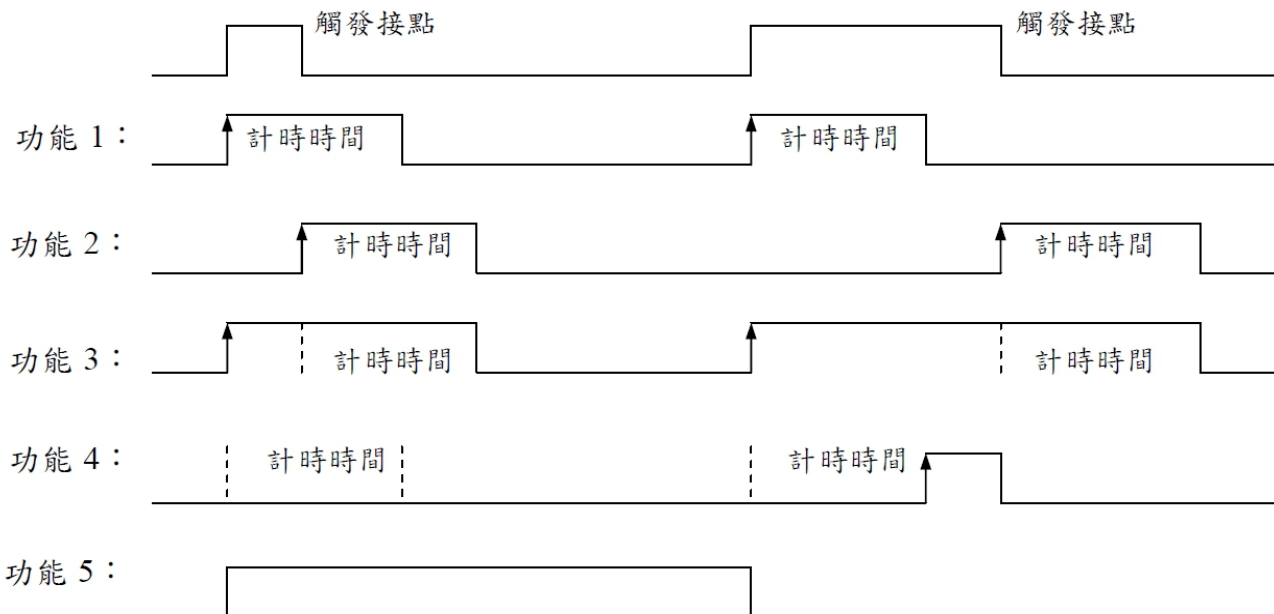 觸發接點 觸發接點
功能 1： 計時時間 計時時間
功能 2： 計時時間 計時時間
功能 3： 計時時間 計時時間
功能 4： 計時時間 計時時間
功能 5：